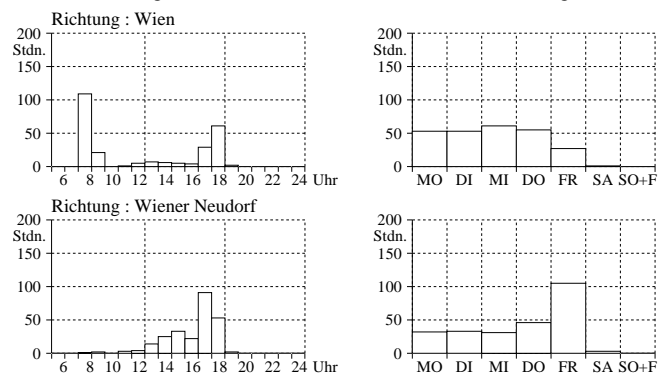 Richtung : Wien
200 200
Stdn. Stdn.
150 150
100 100
50 50
0 0
6 8 10 12 14 16 18 20 22 24 Uhr MO DI MI DO FR SA SO+F
Richtung : Wiener Neudorf
200 200
Stdn. Stdn.
150 150
100 100
50 50
0 0
6 8 10 12 14 16 18 20 22 24 Uhr MO DI MI DO FR SA SO+F